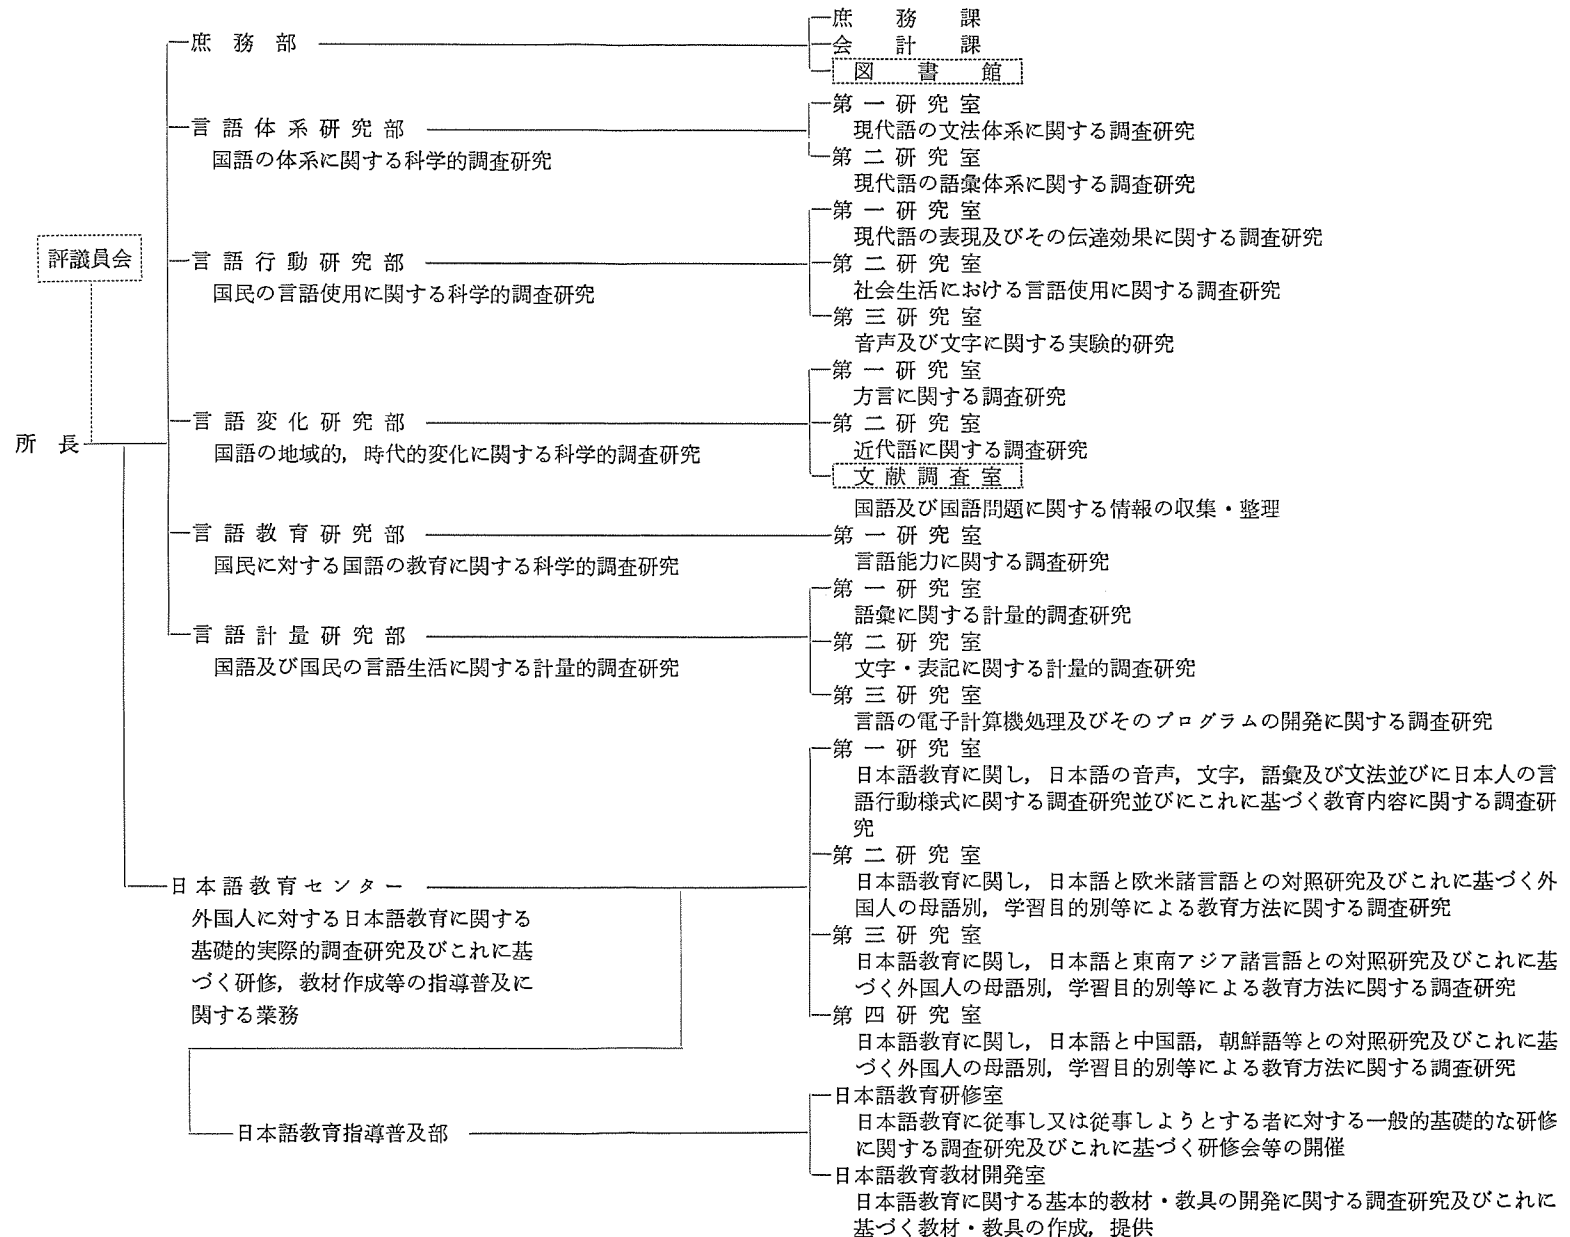 所長
評議員会
庶務部
庶務課
会計課
図書館
言語体系研究部
国語の体系に関する科学的調査研究
第一研究室
現代語の文法体系に関する調査研究
第二研究室
現代語の語彙体系に関する調査研究
言語行動研究部
国民の言語使用に関する科学的調査研究
第一研究室
現代語の表現及びその伝達効果に関する調査研究
第二研究室
社会生活における言語使用に関する調査研究
第三研究室
音声及び文字に関する実験的研究
言語変化研究部
国語の地域的，時代的変化に関する科学的調査研究
第一研究室
方言に関する調査研究
第二研究室
近代語に関する調査研究
文献調査室
国語及び国語問題に関する情報の収集・整理
言語教育研究部
国民に対する国語の教育に関する科学的調査研究
第一研究室
言語能力に関する調査研究
言語計量研究部
国語及び国民の言語生活に関する計量的調査研究
第一研究室
語彙に関する計量的調査研究
第二研究室
文字・表記に関する計量的調査研究
第三研究室
言語の電子計算機処理及びそのプログラムの開発に関する調査研究
日本語教育センター
外国人に対する日本語教育に関する
基礎的実際的調査研究及びこれに基
づく研修，教材作成等の指導普及に
関する業務
第一研究室
日本語教育に関し，日本語の音声，文字，語彙及び文法並びに日本人の言
語行動様式に関する調査研究並びにこれに基づく教育内容に関する調査研
究
第二研究室
日本語教育に関し，日本語と欧米諸言語との対照研究及びこれに基づく外
国人の母語別，学習目的別等による教育方法に関する調査研究
第三研究室
日本語教育に関し，日本語と東南アジア諸言語との対照研究及びこれに基
づく外国人の母語別，学習目的別等による教育方法に関する調査研究
第四研究室
日本語教育に関し，日本語と中国語，朝鮮語等との対照研究及びこれに基
づく外国人の母語別，学習目的別等による教育方法に関する調査研究
日本語教育指導普及部
日本語教育研修室
日本語教育に従事し又は従事しようとする者に対する一般的基礎的な研修
に関する調査研究及びこれに基づく研修会等の開催
日本語教育教材開発室
日本語教育に関する基本的教材・教具の開発に関する調査研究及びこれに
基づく教材・教具の作成，提供